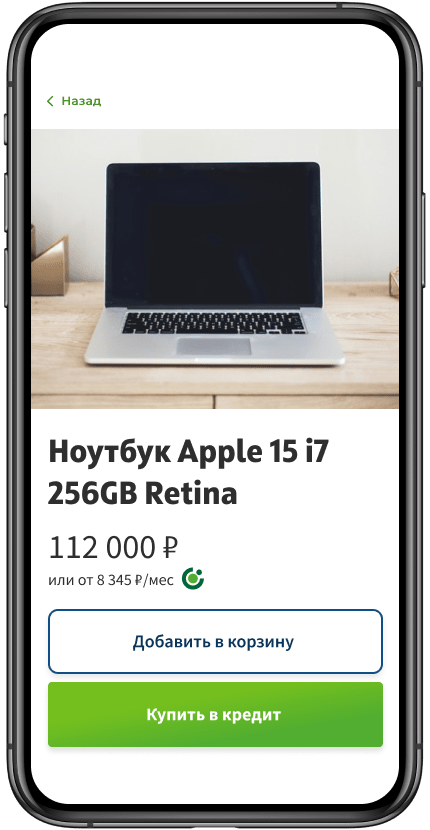 Назад
Ноутбук Apple 15 i7
256GB Retina
112 000 ₽
или от 8 345 ₽/мес
Добавить в корзину
Купить в кредит